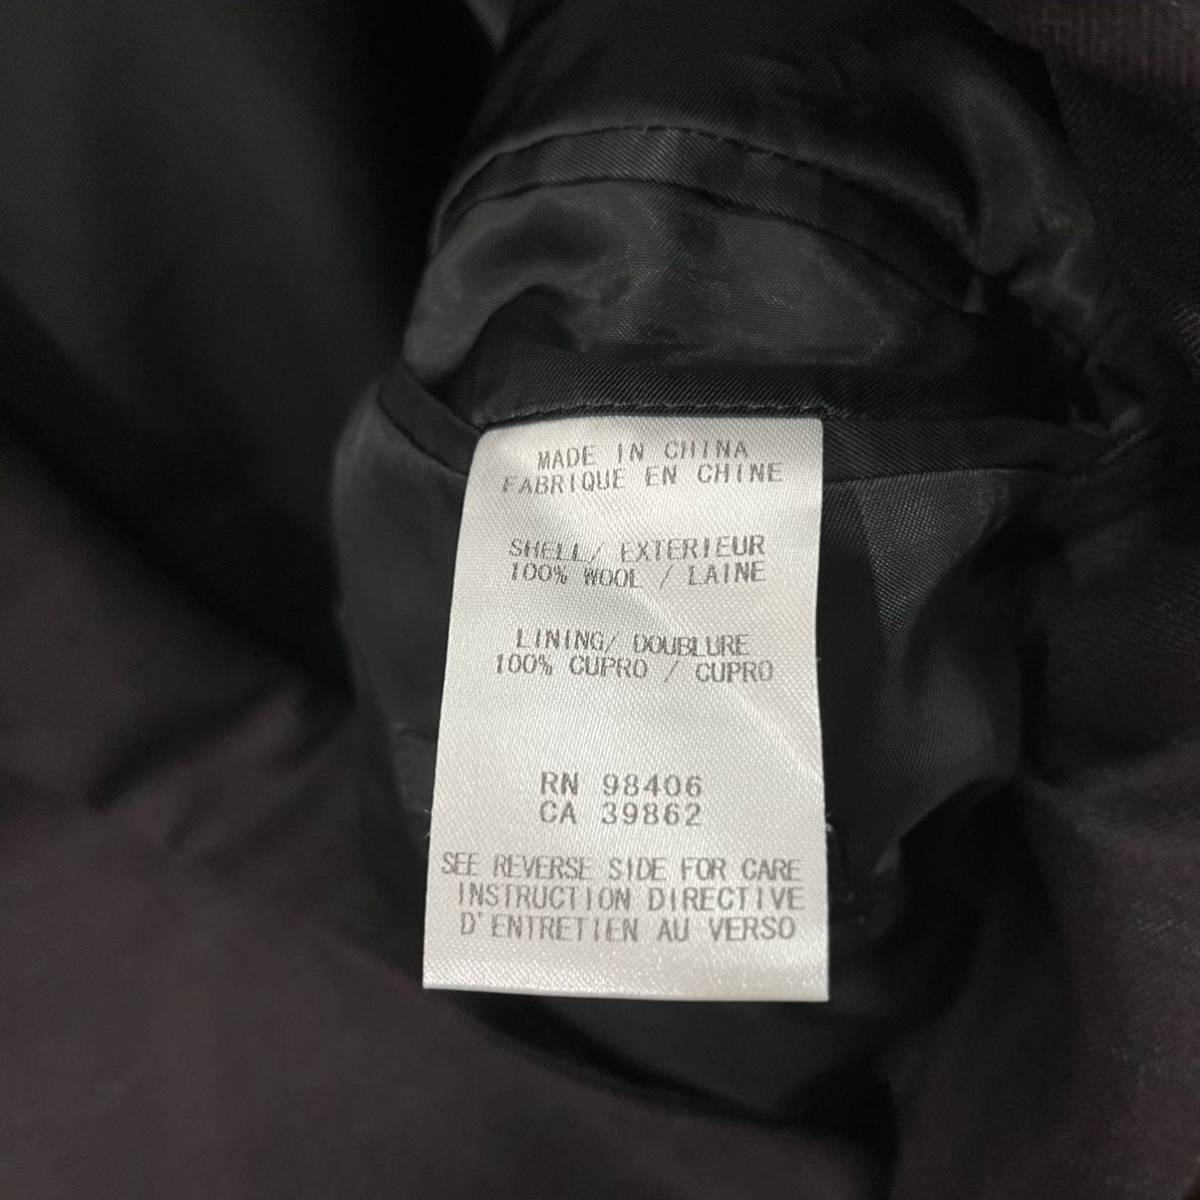 MADE IN CHINA
FABRIQUE EN CHINE
SHELL/ EXTERIEUR
100% WOOL / LAINE
LINING/ DOUBLURE
100% CUPRO / CUPRO
RN 98406
CA 39862
SEE REVERSE SIDE FOR CARE
INSTRUCTION DIRECTIVE
D'ENTRETIEN AU VERSO